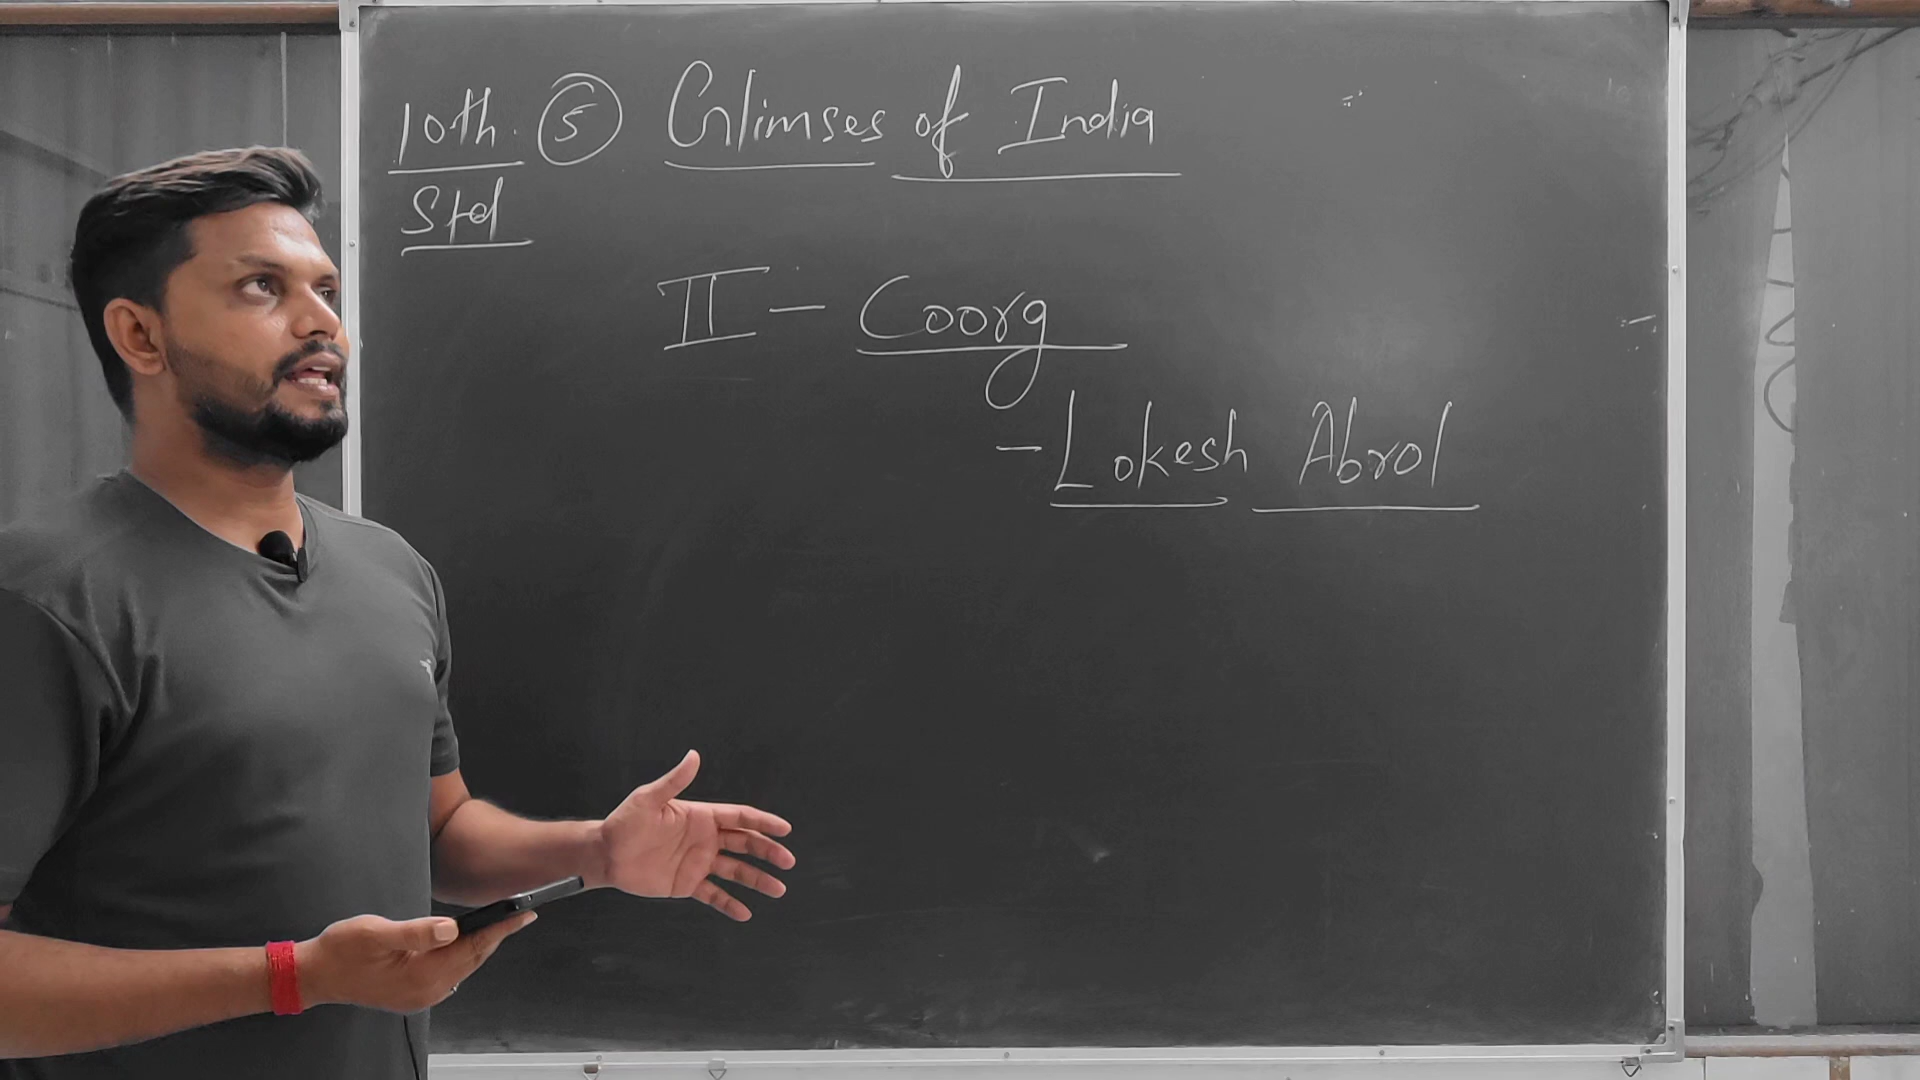 10th. 5 Glimses of India
Std
II - Coorg
- Lokesh Abrol